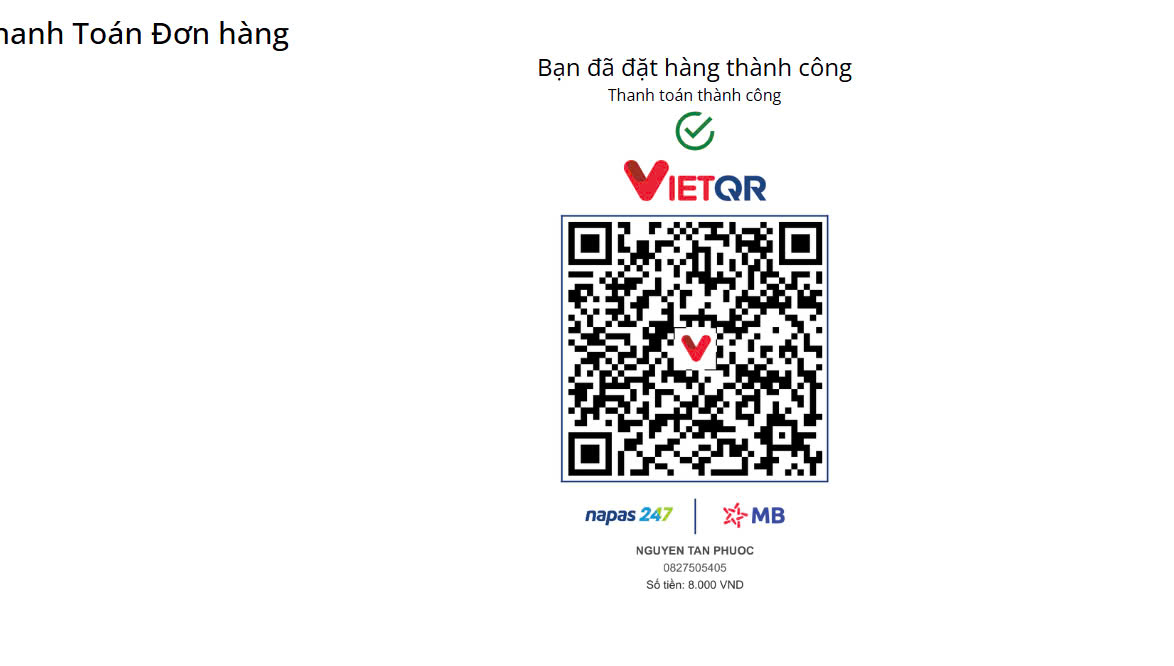 hanh Toán Đơn hàng
Bạn đã đặt hàng thành công
Thanh toán thành công
VIETQR
napas 247
MB
NGUYEN TAN PHUOC
0827505405
Số tiền: 8.000 VND